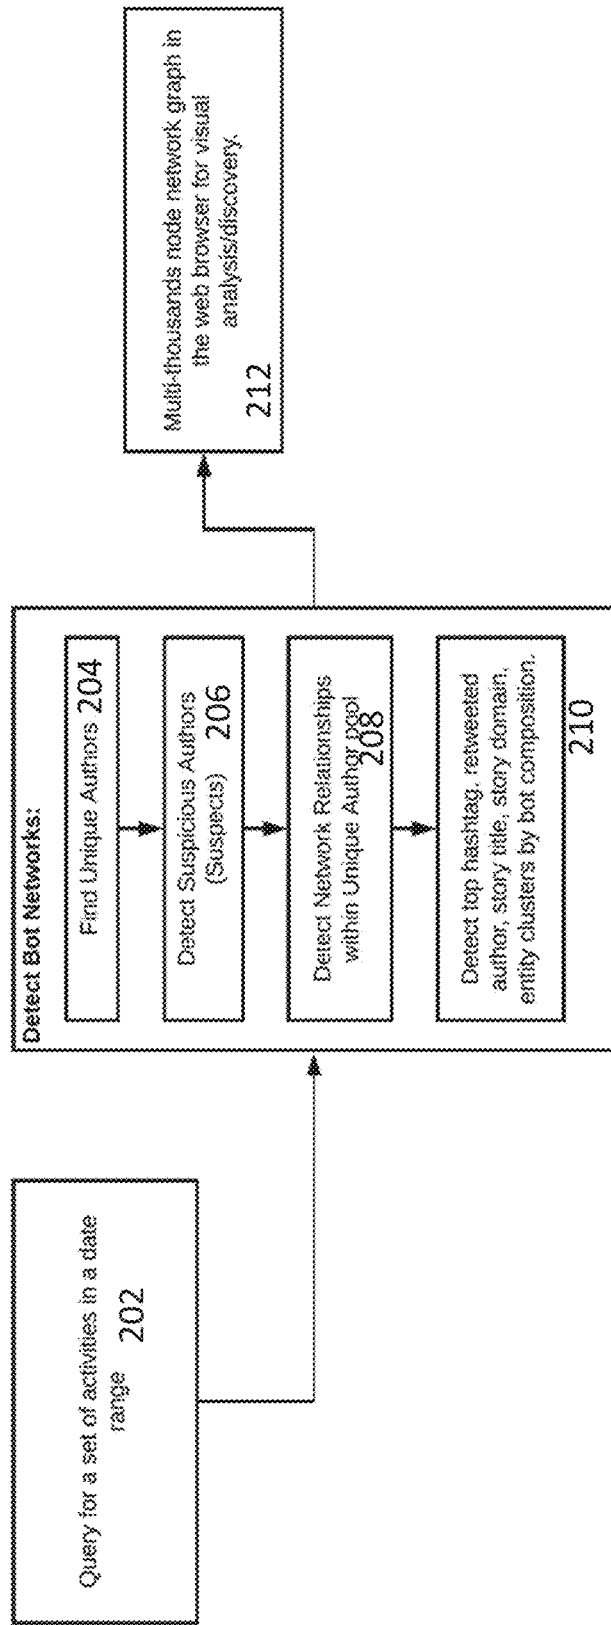 Query for a set of activities in a date
range
202
Detect Bot Networks:
Find Unique Authors
204
Detect Suspicious Authors
(Suspects)
206
Detect Network Relationships
within Unique Author pool
208
Detect top hashtag, retweeted
author, story title, story domain,
entity clusters by bot composition.
210
Multi-thousands node network graph in
the web browser for visual
analysis/discovery.
212